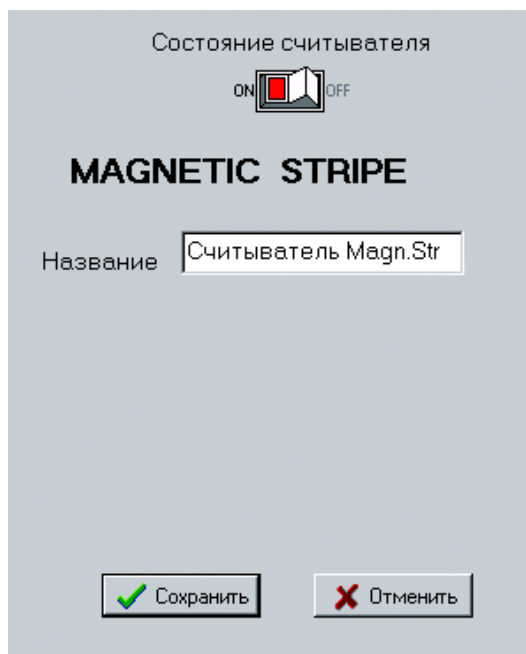 Состояние считывателя
ON OFF
MAGNETIC STRIPE
Название Считыватель Magn.Str
Сохранить Отменить